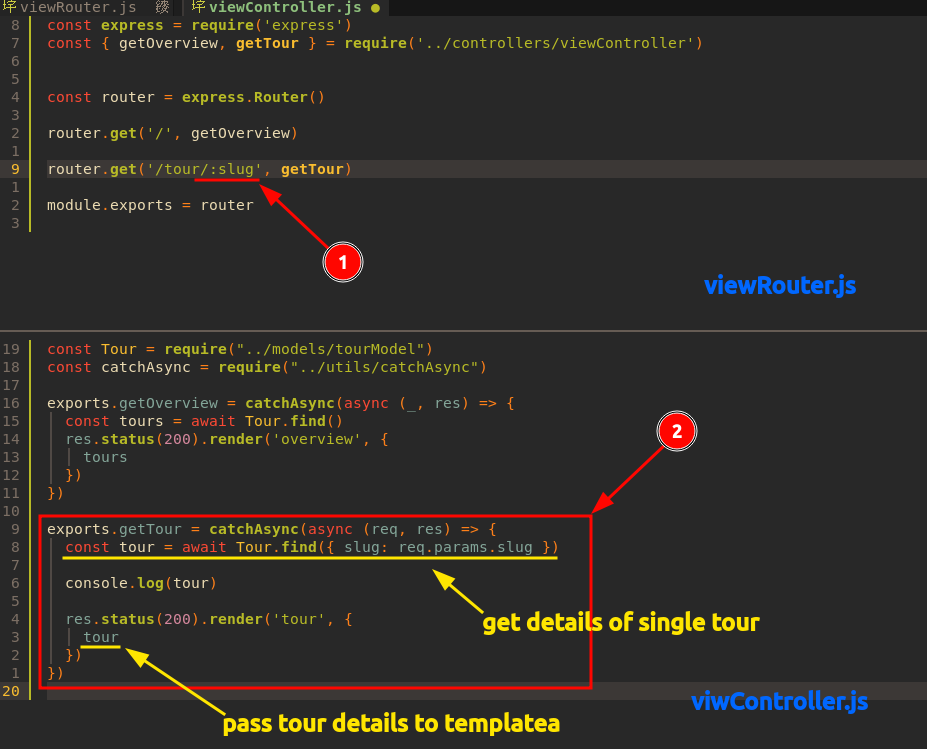 viewRouter.js viewController.js ●
8 const express = require('express')
7 const { getOverview, getTour } = require('../controllers/viewController')
6
5
4 const router = express.Router()
3
2 router.get('/', getOverview)
1
9 router.get('/tour/:slug', getTour)
1
2 module.exports = router
3
1
viewRouter.js
19 const Tour = require("../models/tourModel")
18 const catchAsync = require("../utils/catchAsync")
17
16 exports.getOverview = catchAsync(async (_, res) => {
15 const tours = await Tour.find()
14 res.status(200).render('overview', {
13 tours
12 })
11 })
2
10
9 exports.getTour = catchAsync(async (req, res) => {
8 const tour = await Tour.find({ slug: req.params.slug })
7
6 console.log(tour)
5
4 res.status(200).render('tour', {
get details of single tour
3 tour
2 })
1 })
20
viwController.js
pass tour details to templatea